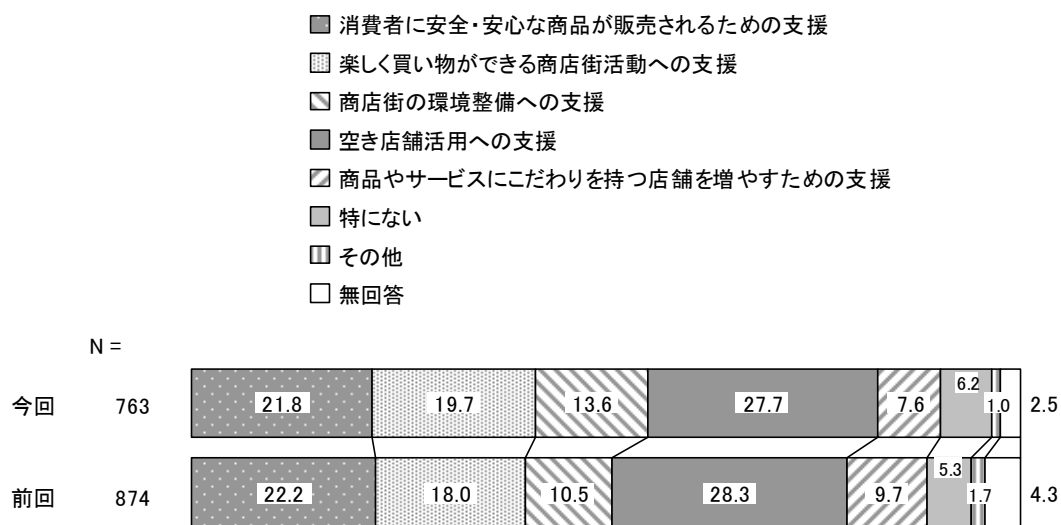 消費者に安全・安心な商品が販売されるための支援
楽しく買い物ができる商店街活動への支援
商店街の環境整備への支援
空き店舗活用への支援
商品やサービスにこだわりを持つ店舗を増やすための支援
特にない
その他
無回答
N =
今回 763 21.8 19.7 13.6 27.7 7.6 6.2 1.0 2.5
前回 874 22.2 18.0 10.5 28.3 9.7 5.3 1.7 4.3